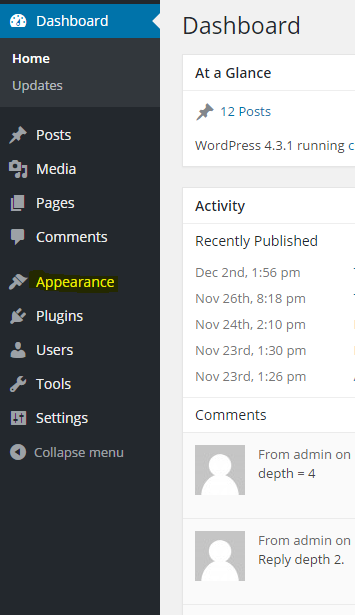 Dashboard
Home
Updates
Posts
Media
Pages
Comments
Appearance
Plugins
Users
Tools
Settings
Collapse menu
Dashboard
At a Glance
12 Posts
WordPress 4.3.1 running
Activity
Recently Published
Dec 2nd, 1:56 pm
Nov 26th, 8:18 pm
Nov 24th, 2:10 pm
Nov 23rd, 1:30 pm
Nov 23rd, 1:26 pm
Comments
From admin on
depth = 4
From admin on
Reply depth 2.